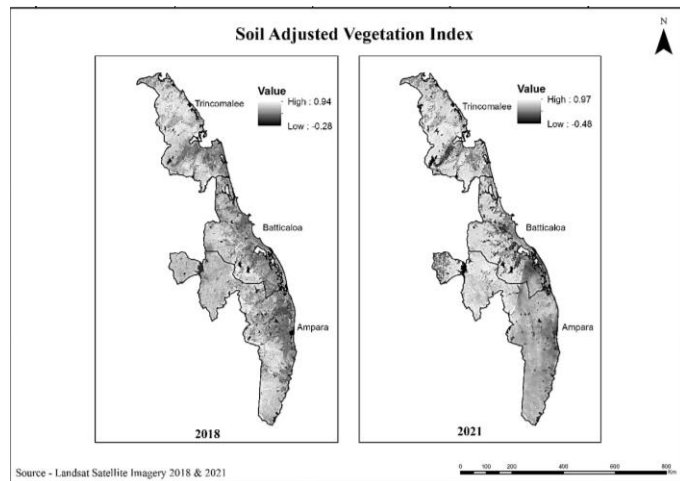 Soil Adjusted Vegetation Index
N
Trincomalee
Value
High : 0.94
Low : -0.28
Batticaloa
Ampara
2018
Trincomalee
Value
High : 0.97
Low : -0.48
Batticaloa
Ampara
2021
Source - Landsat Satellite Imagery 2018 & 2021
0 100 200 400 600 800
Km